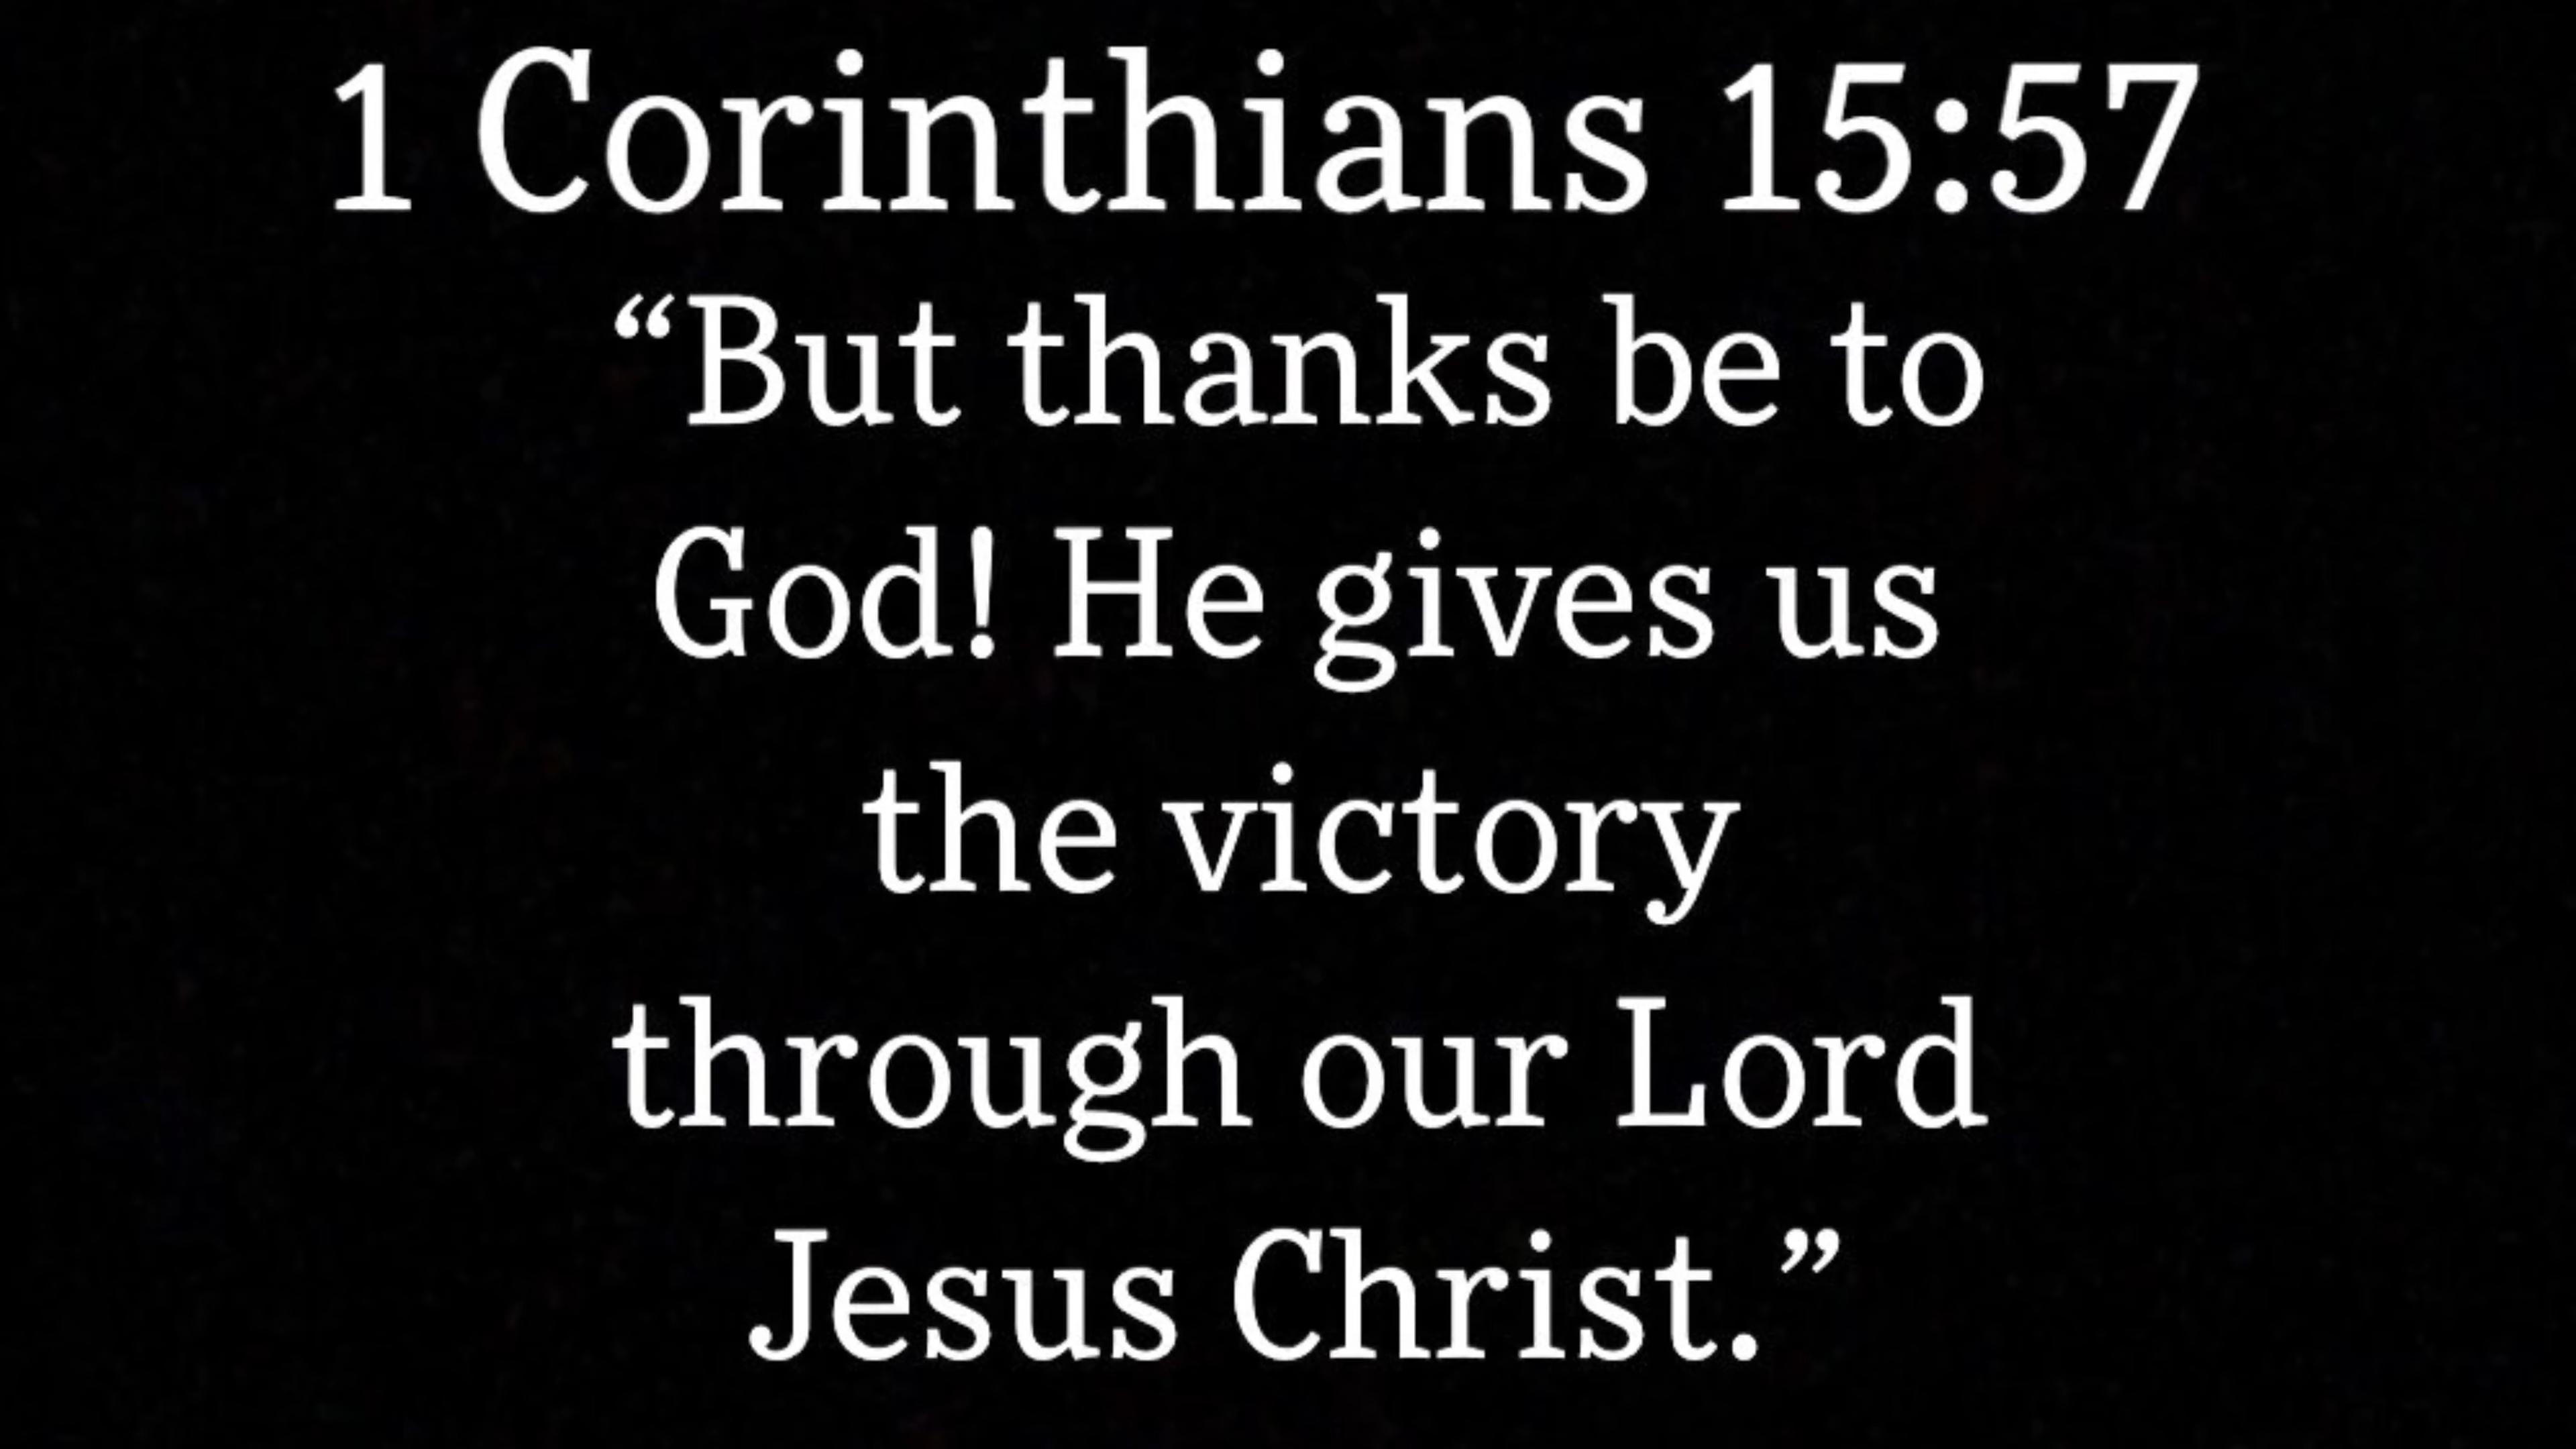 1 Corinthians 15:57
“But thanks be to
God! He gives us
the victory
through our Lord
Jesus Christ.”